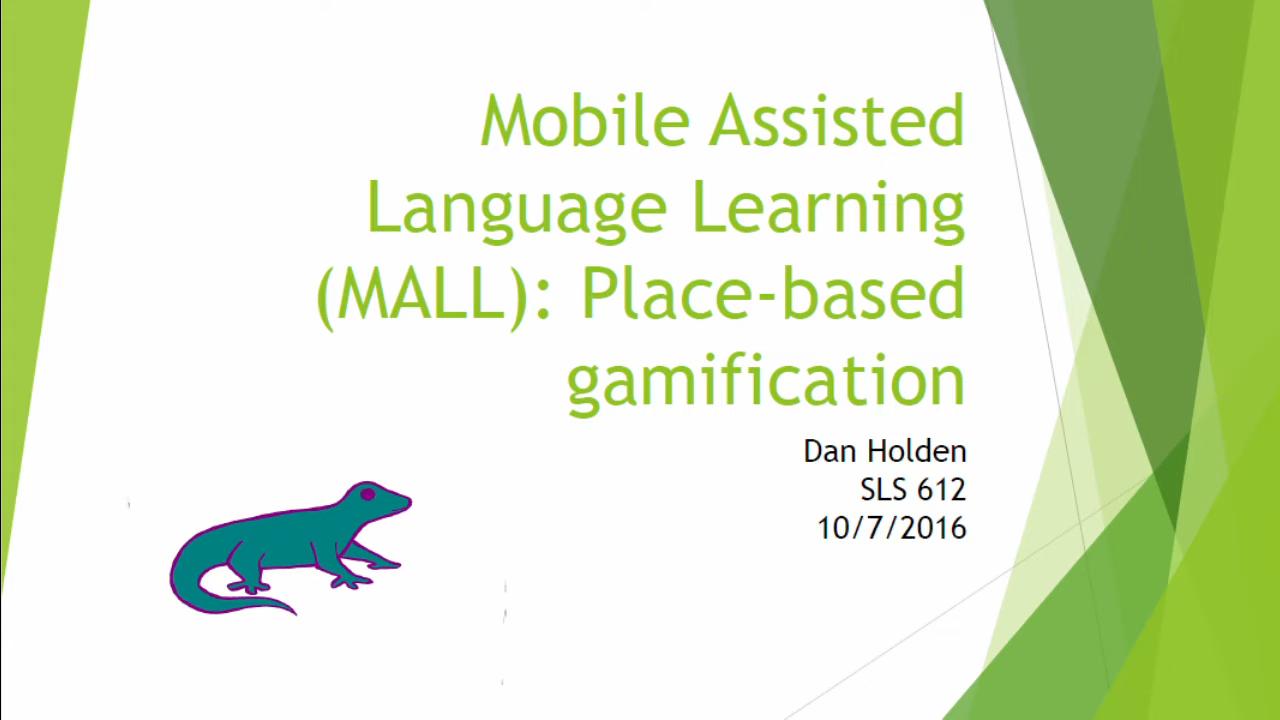 Mobile Assisted
Language Learning
(MALL): Place-based
gamification
Dan Holden
SLS 612
10/7/2016